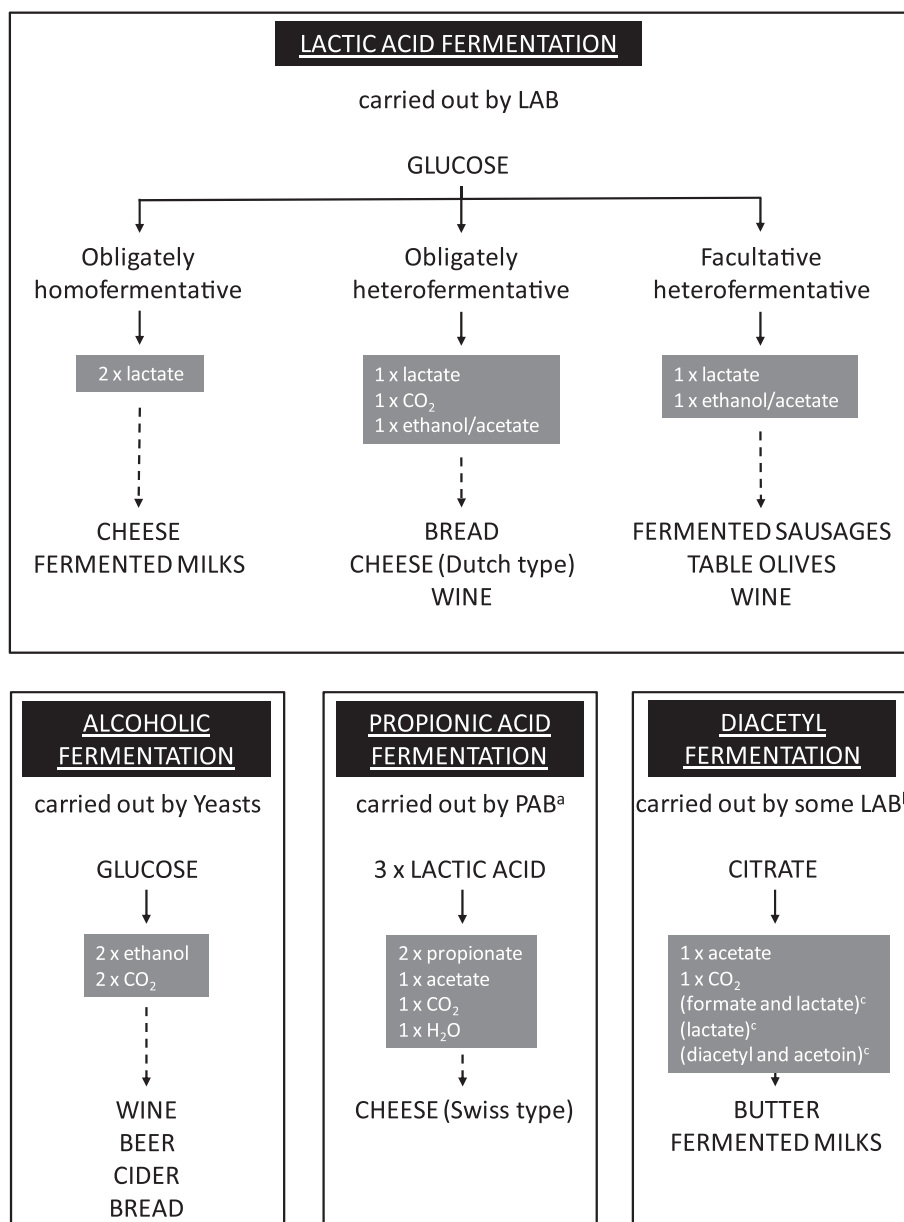 LACTIC ACID FERMENTATION
carried out by LAB
GLUCOSE
Obligately
homofermentative
2 x lactate
CHEESE
FERMENTED MILKS
Obligately
heterofermentative
1 x lactate
1 x CO₂
1 x ethanol/acetate
BREAD
CHEESE (Dutch type)
WINE
Facultative
heterofermentative
1 x lactate
1 x ethanol/acetate
FERMENTED SAUSAGES
TABLE OLIVES
WINE
ALCOHOLIC
FERMENTATION
carried out by Yeasts
GLUCOSE
2 x ethanol
2 x CO₂
WINE
BEER
CIDER
BREAD
PROPIONIC ACID
FERMENTATION
carried out by PABᵃ
3 x LACTIC ACID
2 x propionate
1 x acetate
1 x CO₂
1 x H₂O
CHEESE (Swiss type)
DIACETYL
FERMENTATION
carried out by some LAB
CITRATE
1 x acetate
1 x CO₂
(formate and lactate)ᶜ
(lactate)ᶜ
(diacetyl and acetoin)ᶜ
BUTTER
FERMENTED MILKS